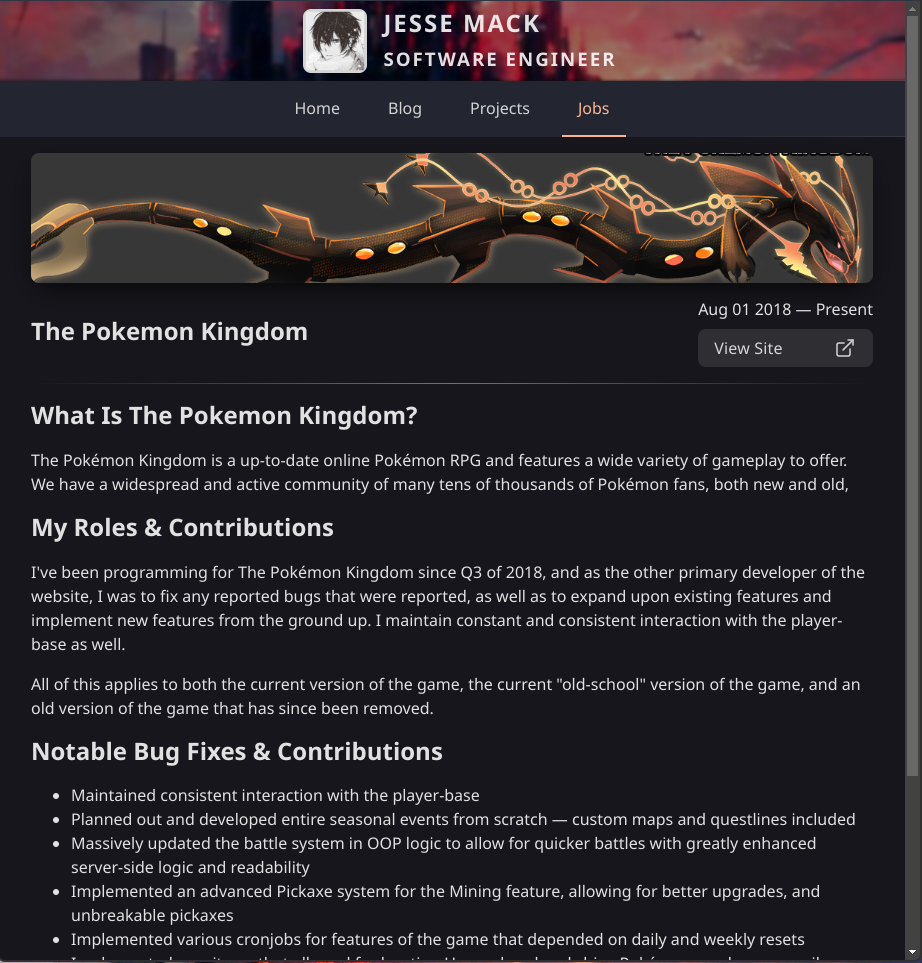 JESSE MACK
SOFTWARE ENGINEER
Home Blog Projects Jobs
Aug 01 2018 — Present
The Pokemon Kingdom
View Site
What Is The Pokemon Kingdom?
The Pokémon Kingdom is a up-to-date online Pokémon RPG and features a wide variety of gameplay to offer.
We have a widespread and active community of many tens of thousands of Pokémon fans, both new and old,
My Roles & Contributions
I've been programming for The Pokémon Kingdom since Q3 of 2018, and as the other primary developer of the
website, I was to fix any reported bugs that were reported, as well as to expand upon existing features and
implement new features from the ground up. I maintain constant and consistent interaction with the player-
base as well.
All of this applies to both the current version of the game, the current "old-school" version of the game, and an
old version of the game that has since been removed.
Notable Bug Fixes & Contributions
• Maintained consistent interaction with the player-base
• Planned out and developed entire seasonal events from scratch — custom maps and questlines included
• Massively updated the battle system in OOP logic to allow for quicker battles with greatly enhanced
server-side logic and readability
• Implemented an advanced Pickaxe system for the Mining feature, allowing for better upgrades, and
unbreakable pickaxes
• Implemented various cronjobs for features of the game that depended on daily and weekly resets